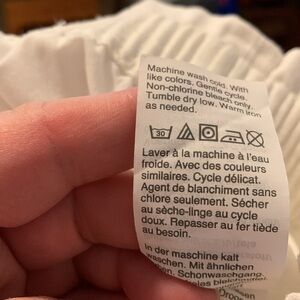 Machine wash cold. With
like colors. Gentle cycle.
Non-chlorine bleach only.
Tumble dry low. Warm iron
as needed.
30
Laver à la machine à l'eau
froide. Avec des couleurs
similaires. Cycle délicat.
Agent de blanchiment sans
chlore seulement. Sécher
au sèche-linge au cycle
doux. Repasser au fer tiède
au besoin.
In der maschine kalt
waschen. Mit ähnlichen
Schonwaschgang.